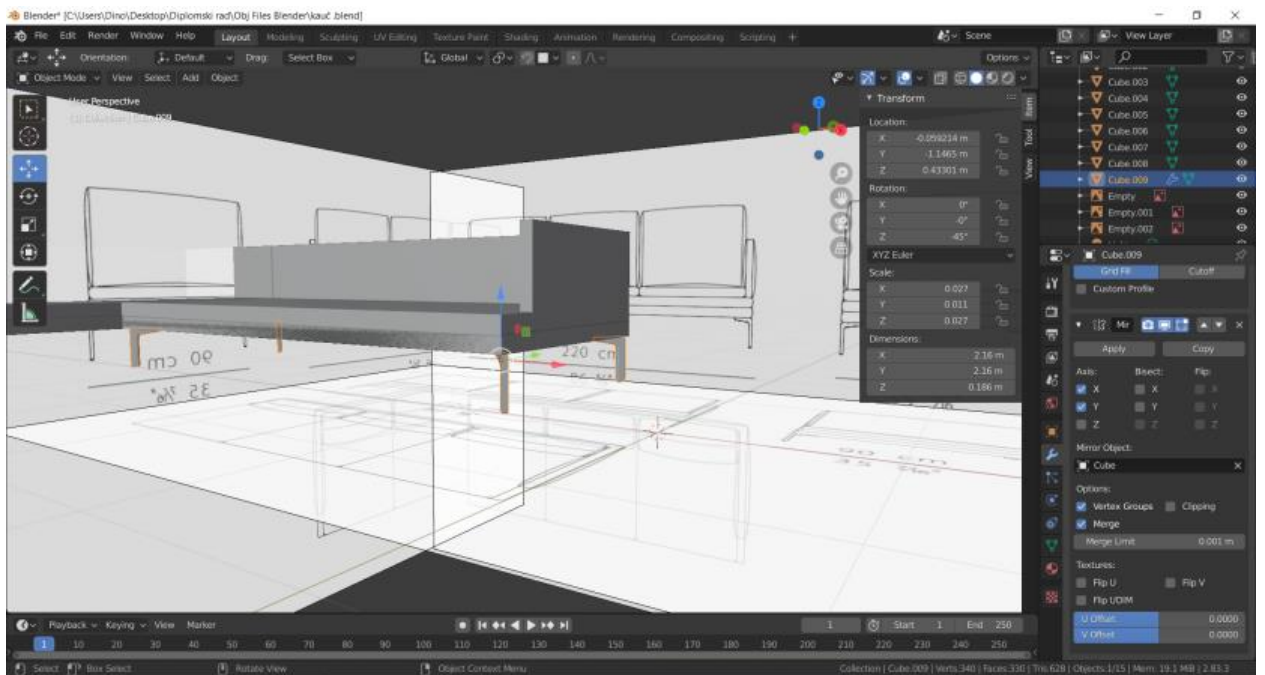 Blender* [C:\Users\Dino\Desktop\Diplomski rad\Obj Files Blender\kauč .blend]
File Edit Render Window Help Layout Modeling Sculpting UV Editing Texture Paint Shading Animation Rendering Compositing Scripting + Scene View Layer
Orientation: Default Drag: Select Box Global Options
Object Mode View Select Add Object
User Perspective
Cube.009
Transform
Location:
X -0.059214 m
Y -1.1465 m
Z 0.43301 m
Rotation:
X 0°
Y -0°
Z -45°
XYZ Euler
Scale:
X 0.027
Y 0.011
Z 0.027
Dimensions:
X 2.16 m
Y 2.16 m
Z 0.186 m
Item
Tool
View
Cube.003
Cube.004
Cube.005
Cube.006
Cube.007
Cube.008
Cube.009
Empty
Empty.001
Empty.002
Cube.009
Grid Fill Cutoff
Custom Profile
Mir
Apply Copy
Axis: Bisect: Flip:
X X X
Y Y Y
Z Z Z
Mirror Object:
Cube
Options:
Vertex Groups Clipping
Merge
Merge Limit 0.001 m
Textures:
Flip U Flip V
Flip UDIM
U Offset 0.0000
V Offset 0.0000
90 cm
220 cm
90 cm
Playback Keying View Marker 1 Start 1 End 250
1 10 20 30 40 50 60 70 80 90 100 110 120 130 140 150 160 170 180 190 200 210 220 230 240 250
Select Box Select Rotate View Object Context Menu Collection | Cube.009 | Verts:340 | Faces:330 | Tris:628 | Objects:1/15 | Mem: 19.1 MiB | 2.83.3